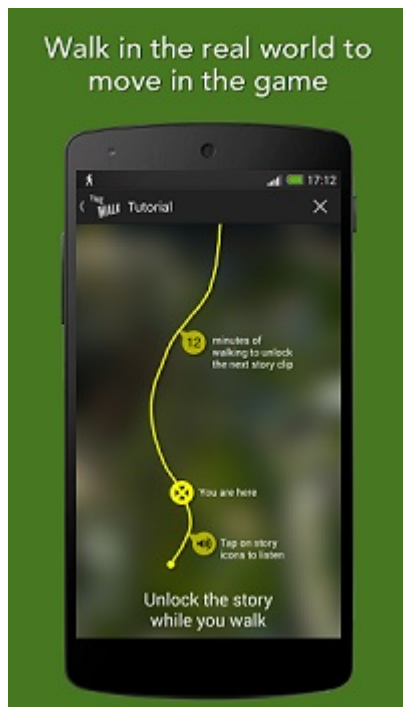 Walk in the real world to
move in the game
17:12
THE
WALK Tutorial
12
minutes of
walking to unlock
the next story clip
You are here
Tap on story
icons to listen
Unlock the story
while you walk